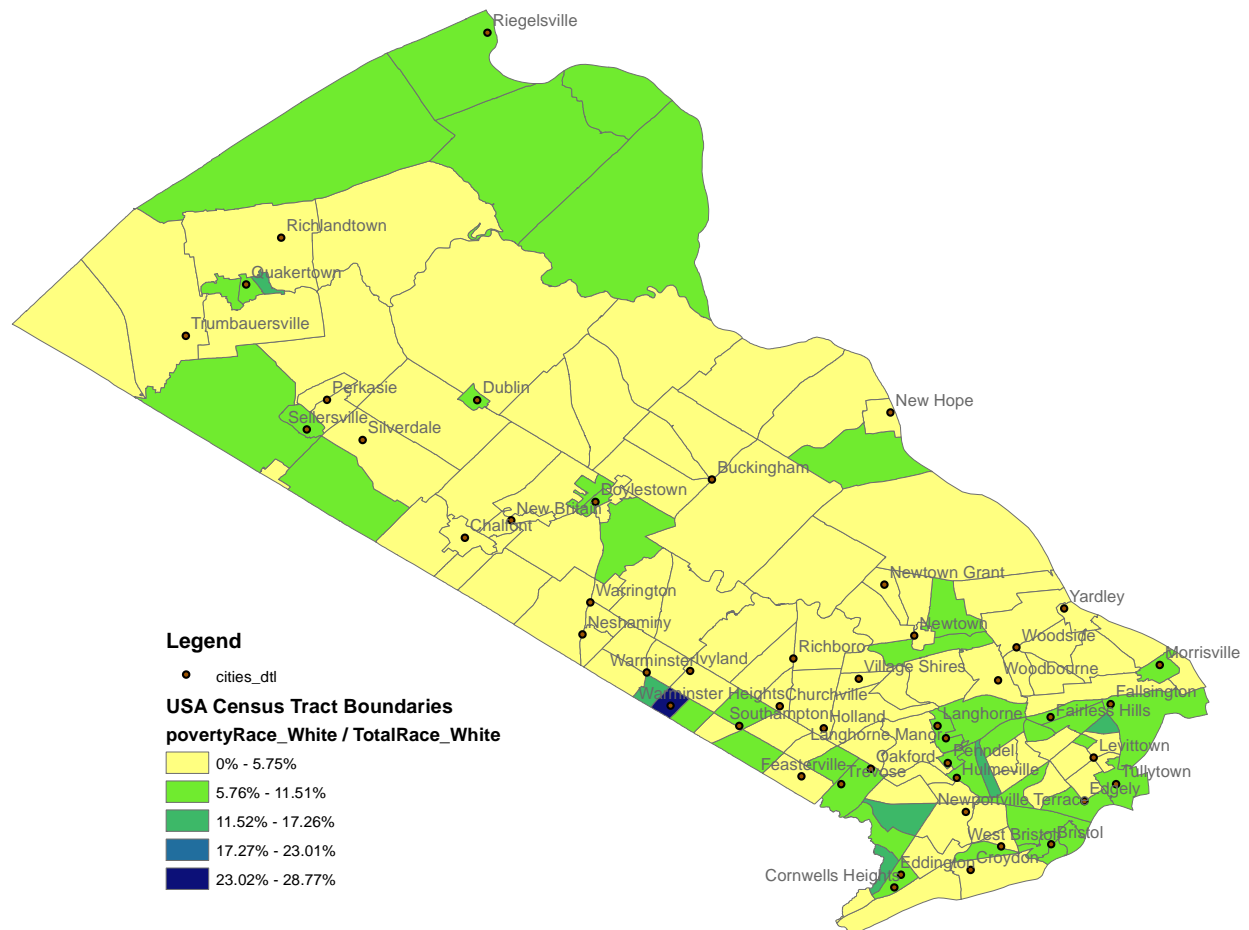 Riegelsville
Richlandtown
Quakertown
Trumbauersville
Perkasie
Dublin
Sellersville
Silverdale
New Hope
Buckingham
Doylestown
New Britain
Chalfont
Newtown Grant
Warrington
Yardley
Neshaminy
Newtown
Woodside
Richboro
Morrisville
Warminster
Ivyland
Village Shires
Woodbourne
Warminster Heights
Churchville
Fallsington
Southampton
Holland
Langhorne
Fairless Hills
Langhorne Manor
Penndel
Levittown
Feasterville
Trevose
Oakford
Hulmeville
Tullytown
Edgely
Newportville Terrace
West Bristol
Bristol
Eddington
Croydon
Cornwells Heights
Legend
cities_dtl
USA Census Tract Boundaries
povertyRace_White / TotalRace_White
0% - 5.75%
5.76% - 11.51%
11.52% - 17.26%
17.27% - 23.01%
23.02% - 28.77%